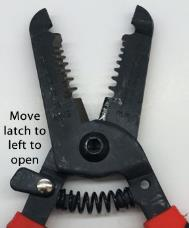 Move
latch to
left to
open